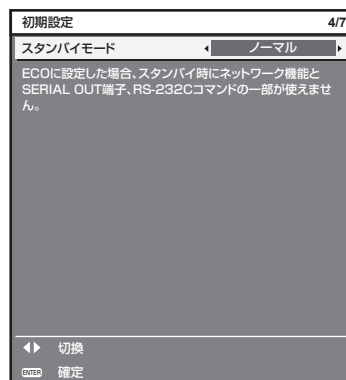 初期設定 4/7
スタンバイモード ノーマル
ECOに設定した場合、スタンバイ時にネットワーク機能と
SERIAL OUT端子、RS-232Cコマンドの一部が使えませ
ん。
切換
ENTER 確定